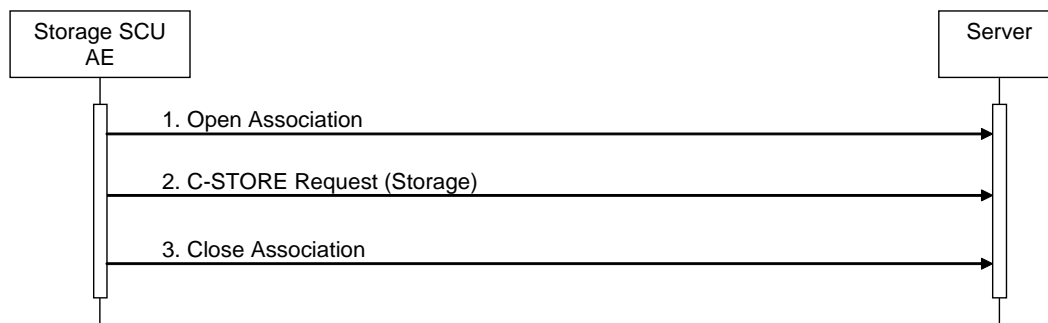 Storage SCU
AE
Server
1. Open Association
2. C-STORE Request (Storage)
3. Close Association